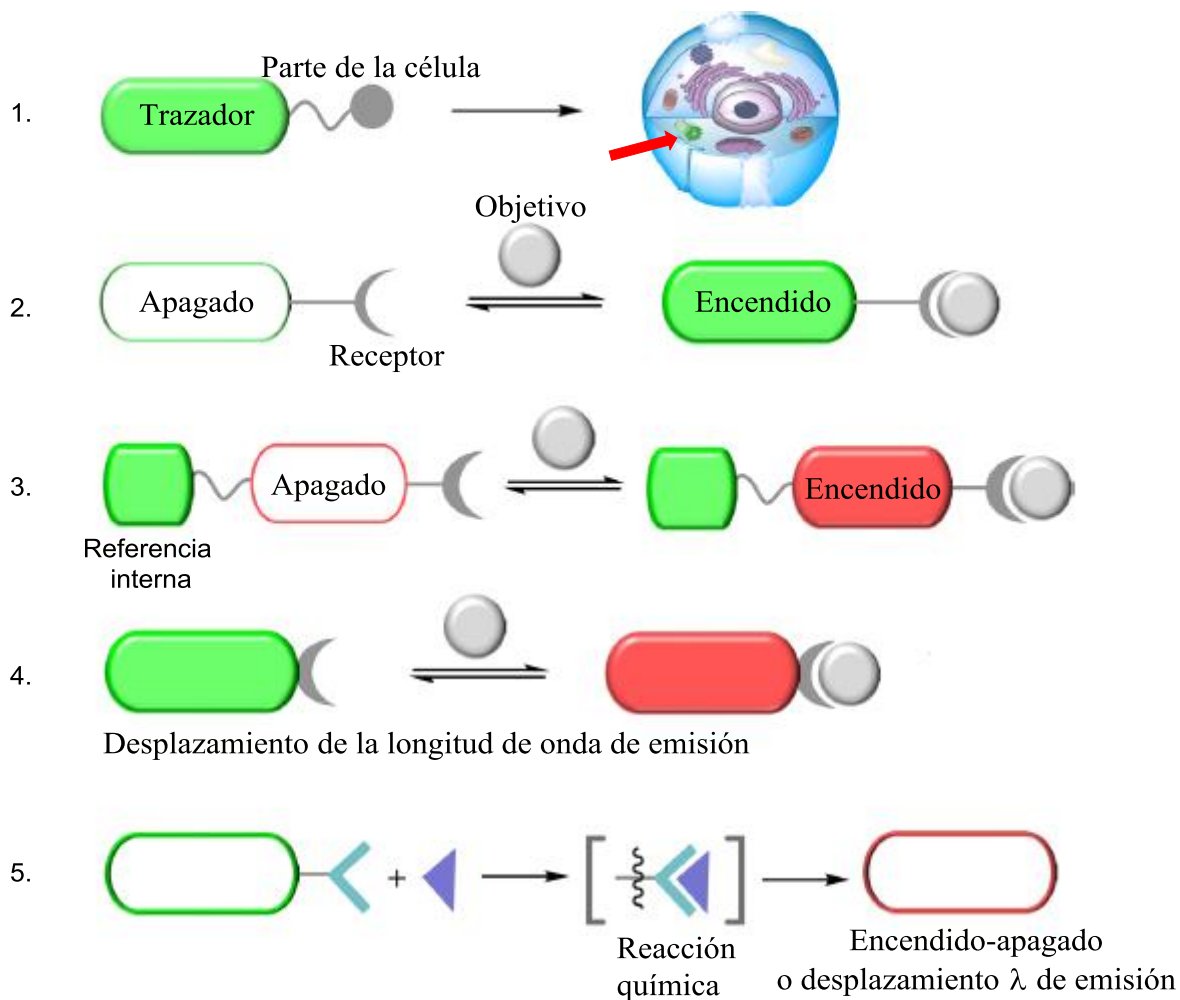 Parte de la célula
1.
Trazador
Objetivo
2.
Apagado
Encendido
Receptor
3.
Apagado
Encendido
Referencia
interna
4.
Desplazamiento de la longitud de onda de emisión
5.
+
Reacción
química
Encendido-apagado
o desplazamiento λ de emisión